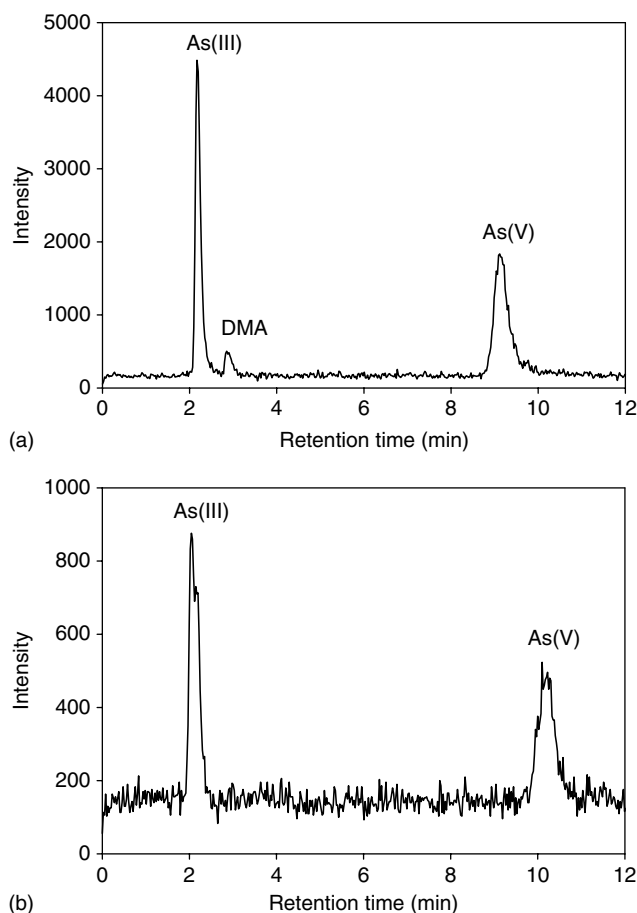 5000
As(III)
4000
3000
Intensity
As(V)
2000
1000
DMA
0
0 2 4 6 8 10 12
(a)
Retention time (min)
1000
As(III)
800
600
Intensity
As(V)
400
200
0
0 2 4 6 8 10 12
(b)
Retention time (min)